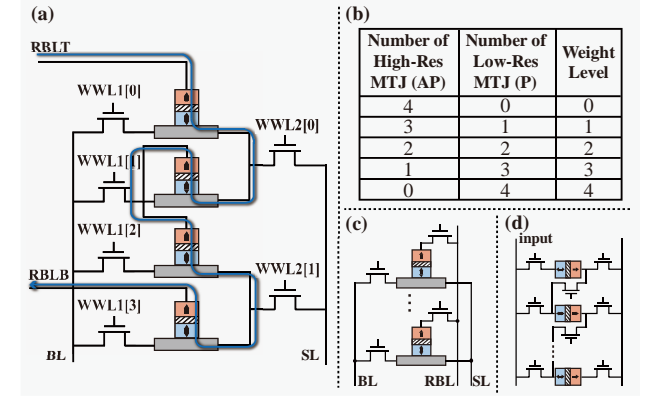 (a)
RBLT
WWL1[0]
WWL2[0]
WWL1[1]
WWL1[2]
WWL2[1]
RBLB
WWL1[3]
BL
SL
(b)
Number of High-Res MTJ (AP) Number of Low-Res MTJ (P) Weight Level
4 0 0
3 1 1
2 2 2
1 3 3
0 4 4
(c)
BL RBL SL
(d)
input